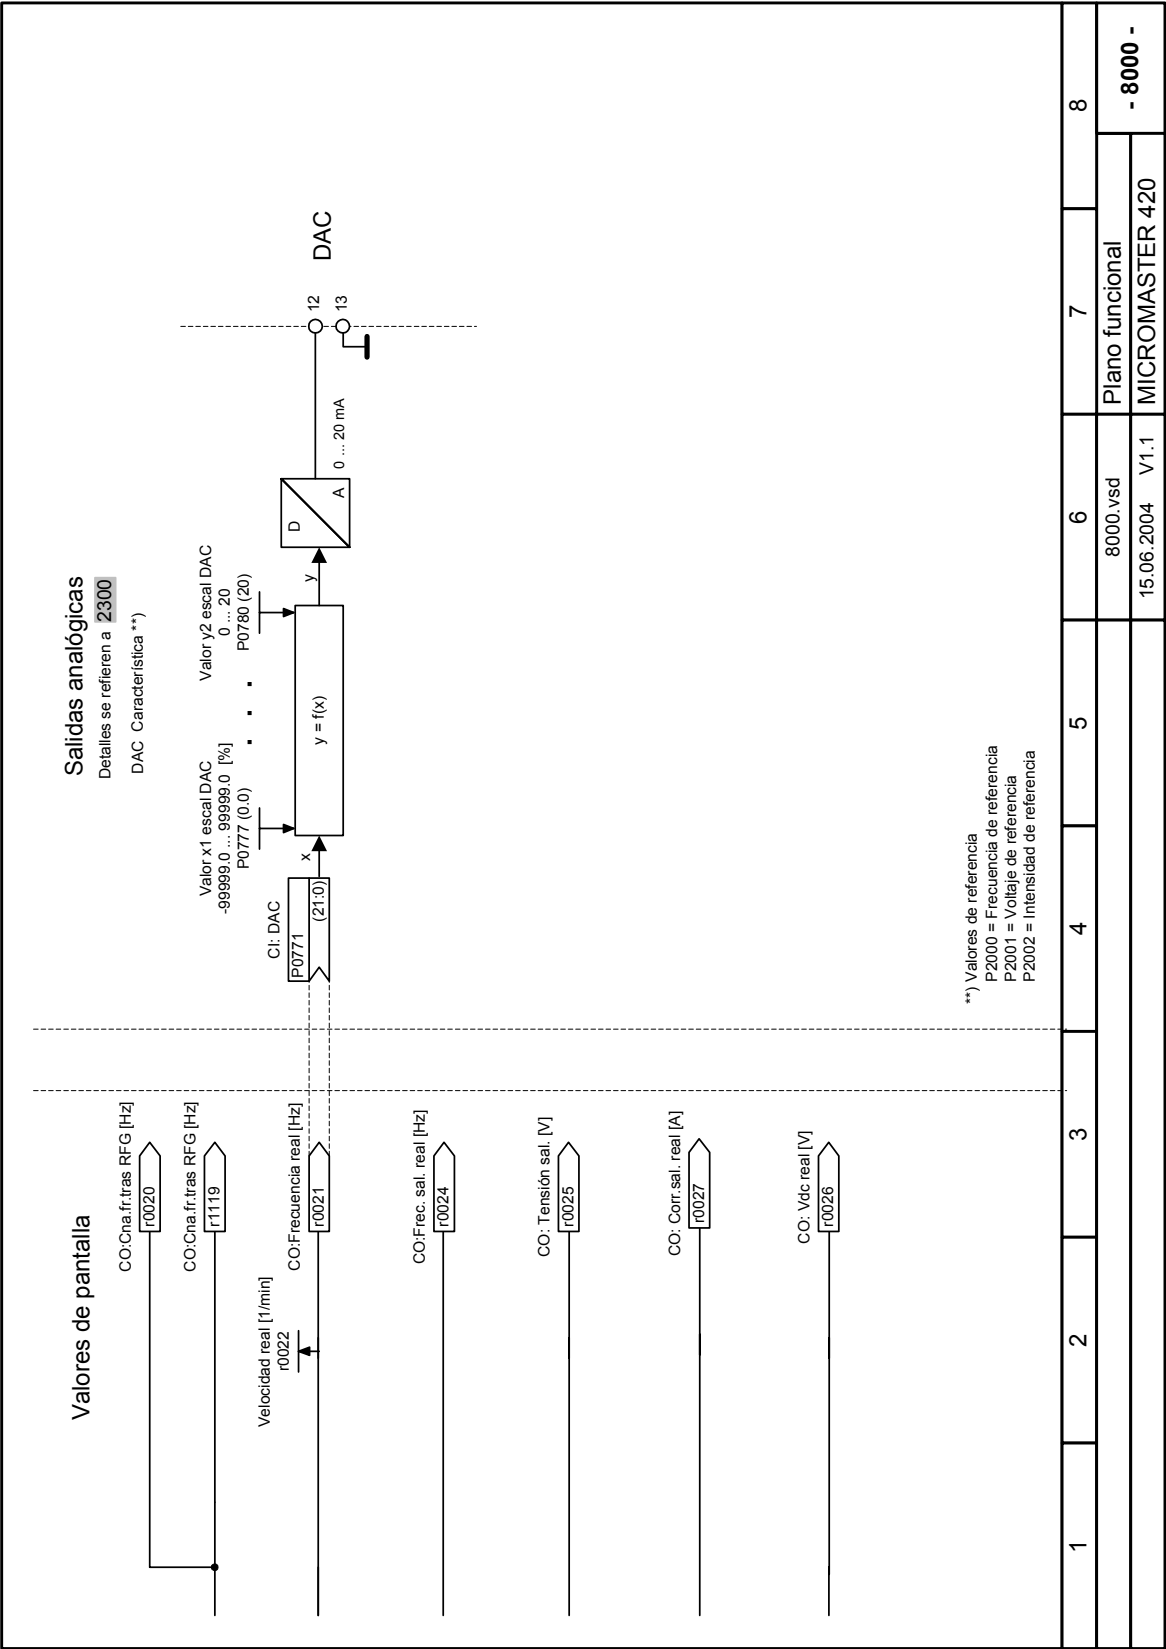 Valores de pantalla
CO:Cna.fr.tras RFG [Hz]
r0020
CO:Cna.fr.tras RFG [Hz]
r1119
Velocidad real [1/min]
r0022
CO:Frecuencia real [Hz]
r0021
CO:Frec. sal. real [Hz]
r0024
CO: Tensión sal. [V]
r0025
CO: Corr.sal. real [A]
r0027
CO: Vdc real [V]
r0026
Salidas analógicas
Detalles se refieren a 2300
DAC Característica **)
Valor x1 escal DAC
-99999.0 ... 99999.0 [%]
P0777 (0.0)
. . .
Valor y2 escal DAC
0 ... 20
P0780 (20)
CI: DAC
P0771
(21:0)
x
y = f(x)
y
D
A
0 ... 20 mA
12
13
DAC
**) Valores de referencia
P2000 = Frecuencia de referencia
P2001 = Voltaje de referencia
P2002 = Intensidad de referencia
1 2 3 4 5 6 7 8
8000.vsd
Plano funcional
- 8000 -
15.06.2004 V1.1
MICROMASTER 420